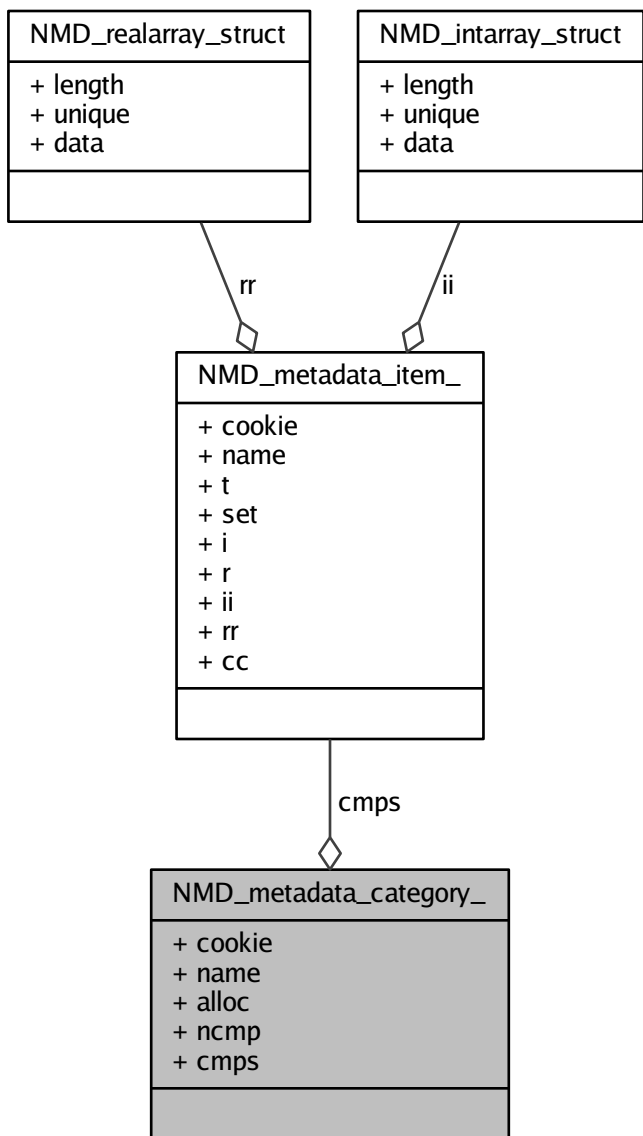 NMD_realarray_struct
+ length
+ unique
+ data
NMD_intarray_struct
+ length
+ unique
+ data
rr
ii
NMD_metadata_item_
+ cookie
+ name
+ t
+ set
+ i
+ r
+ ii
+ rr
+ cc
cmps
NMD_metadata_category_
+ cookie
+ name
+ alloc
+ ncmp
+ cmps